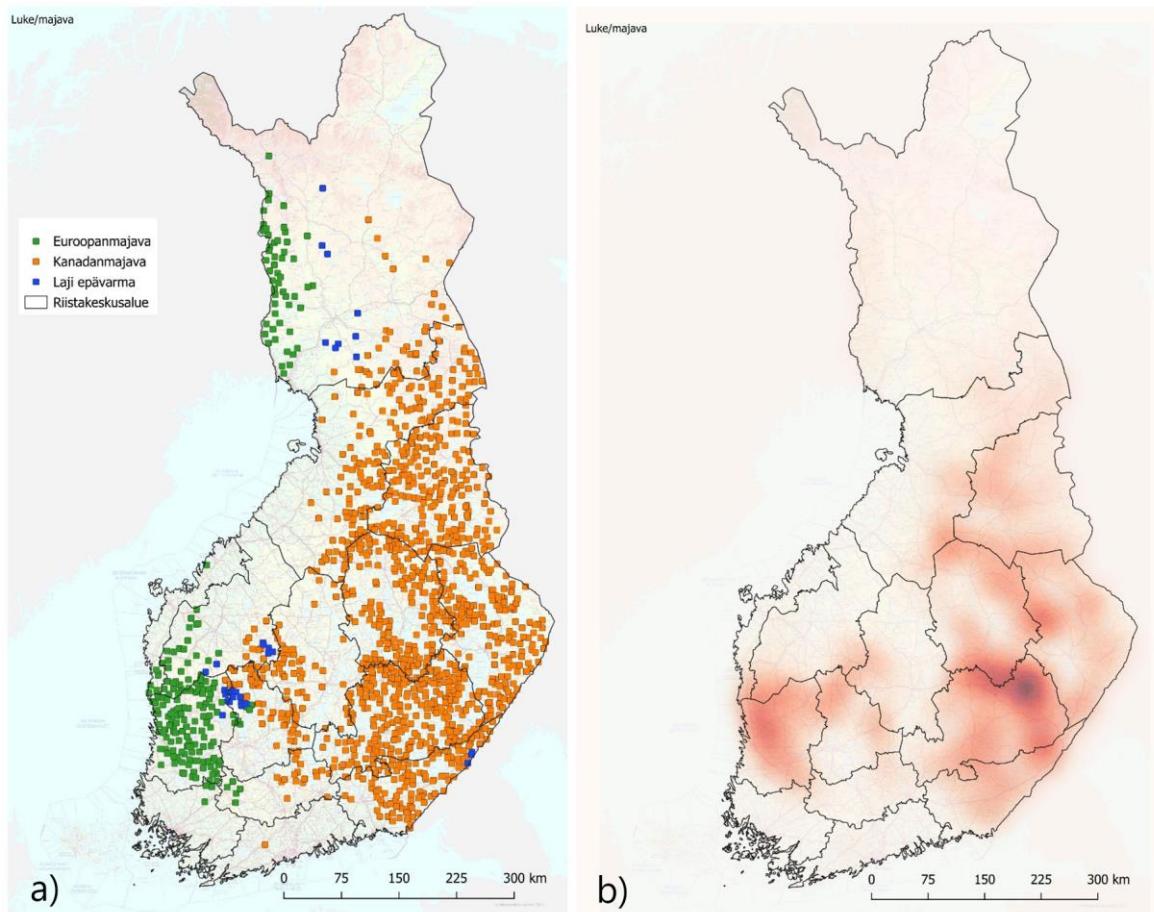 Luke/majava
Euroopanmajava
Kanadanmajava
Laji epävarma
Riistakeskusalue
a)
0 75 150 225 300 km
Luke/majava
b)
0 75 150 225 300 km